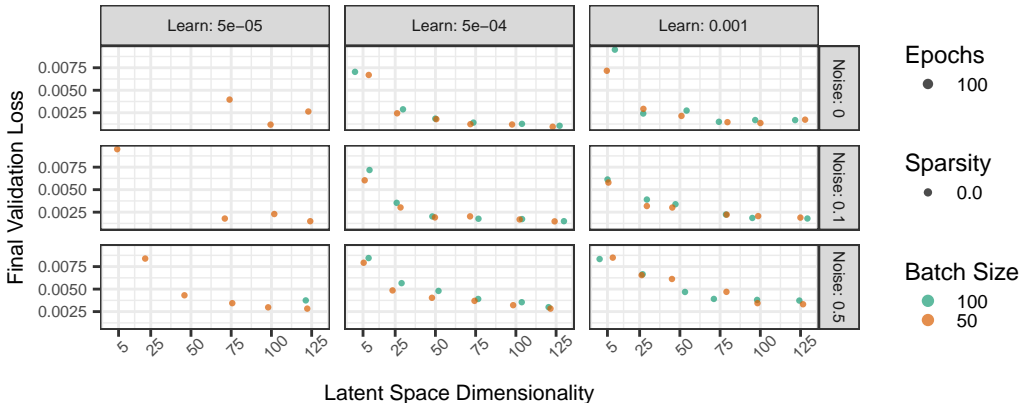 Learn: 5e−05
Learn: 5e−04
Learn: 0.001
Final Validation Loss
0.0075
0.0050
0.0025
Noise: 0
0.0075
0.0050
0.0025
Noise: 0.1
0.0075
0.0050
0.0025
Noise: 0.5
5 25 50 75 100 125
5 25 50 75 100 125
5 25 50 75 100 125
Latent Space Dimensionality
Epochs
100
Sparsity
0.0
Batch Size
100
50